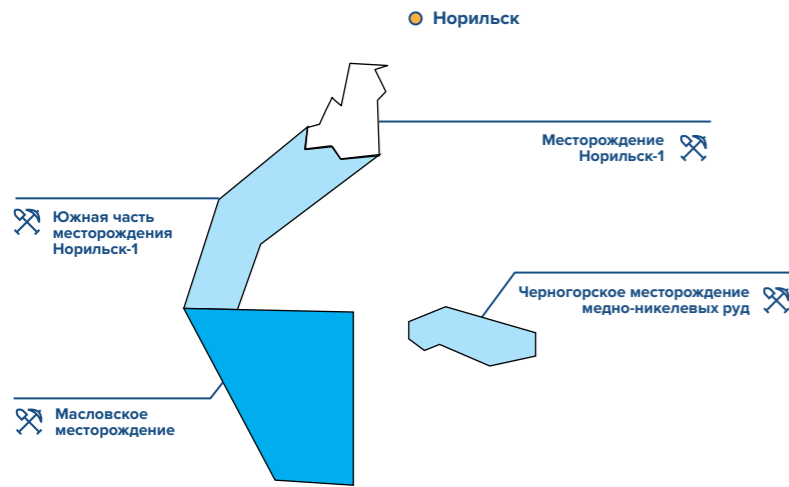 Норильск
Месторождение
Норильск-1
Южная часть
месторождения
Норильск-1
Черногорское месторождение
медно-никелевых руд
Масловское
месторождение